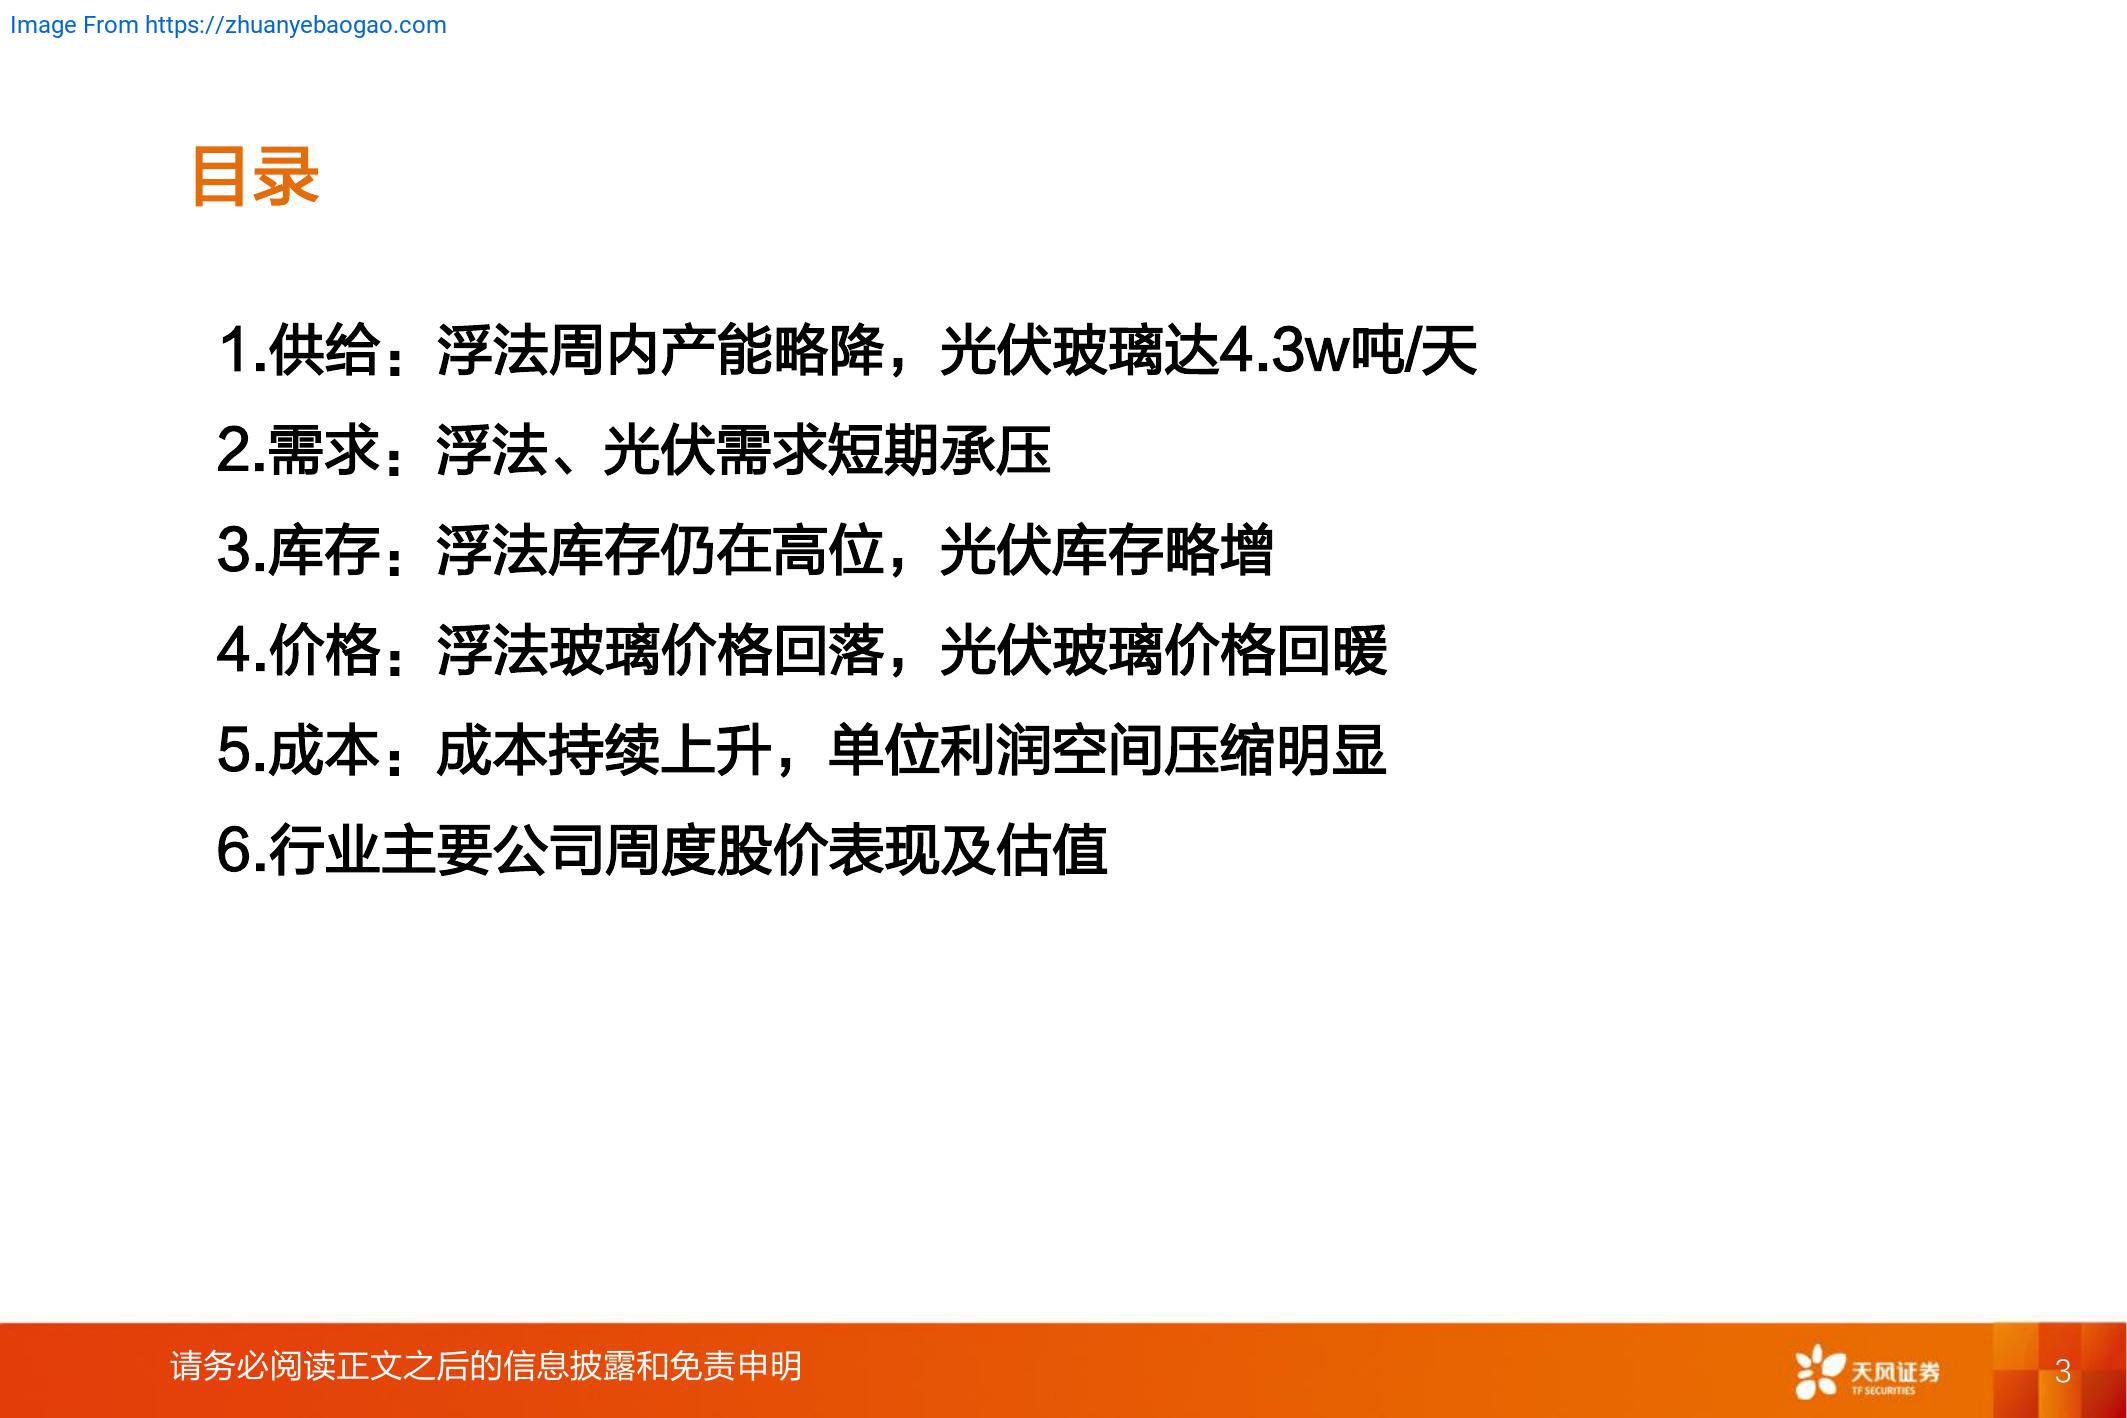 Image From https://zhuanyebaogao.com
目录
1.供给：浮法周内产能略降，光伏玻璃达4.3w吨/天
2.需求：浮法、光伏需求短期承压
3.库存：浮法库存仍在高位，光伏库存略增
4.价格：浮法玻璃价格回落，光伏玻璃价格回暖
5.成本：成本持续上升，单位利润空间压缩明显
6.行业主要公司周度股价表现及估值
请务必阅读正文之后的信息披露和免责申明
天风证券
TF SECURITIES
3